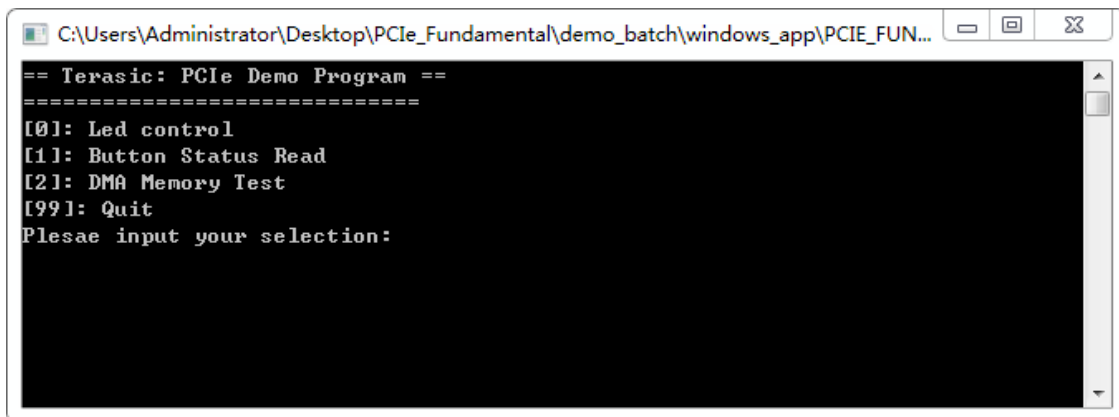 C:\Users\Administrator\Desktop\PCIe_Fundamental\demo_batch\windows_app\PCIE_FUN...
== Terasic: PCIe Demo Program ==
==============================
[0]: Led control
[1]: Button Status Read
[2]: DMA Memory Test
[99]: Quit
Plesae input your selection: